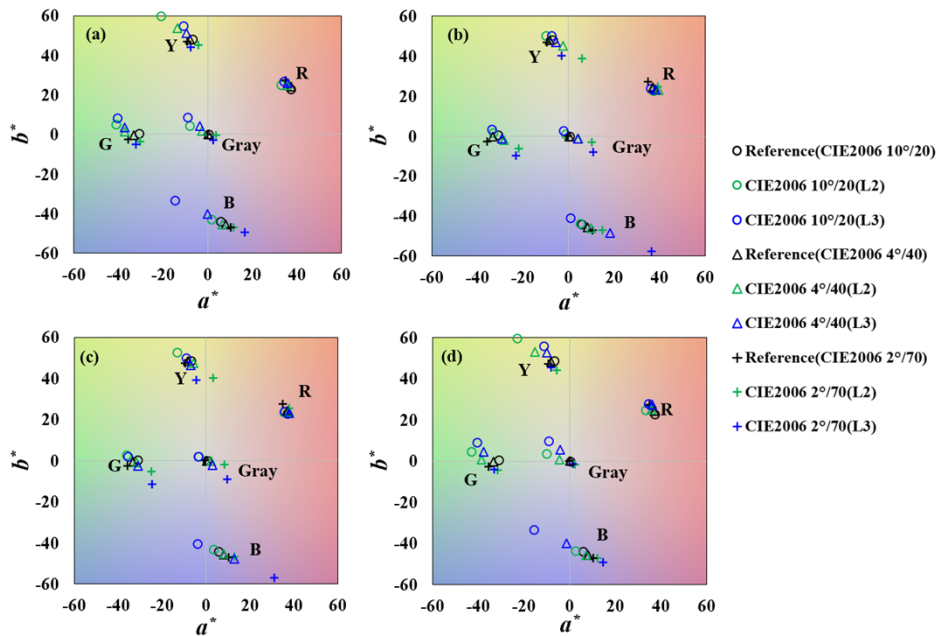 (a)
Y
R
G
Gray
B
b*
60
40
20
0
-20
-40
-60
-60 -40 -20 0 20 40 60
a*
(b)
Y
R
G
Gray
B
b*
60
40
20
0
-20
-40
-60
-60 -40 -20 0 20 40 60
a*
Reference(CIE2006 10°/20)
CIE2006 10°/20(L2)
CIE2006 10°/20(L3)
Reference(CIE2006 4°/40)
CIE2006 4°/40(L2)
CIE2006 4°/40(L3)
Reference(CIE2006 2°/70)
CIE2006 2°/70(L2)
CIE2006 2°/70(L3)
(c)
Y
R
G
Gray
B
b*
60
40
20
0
-20
-40
-60
-60 -40 -20 0 20 40 60
a*
(d)
Y
R
G
Gray
B
b*
60
40
20
0
-20
-40
-60
-60 -40 -20 0 20 40 60
a*